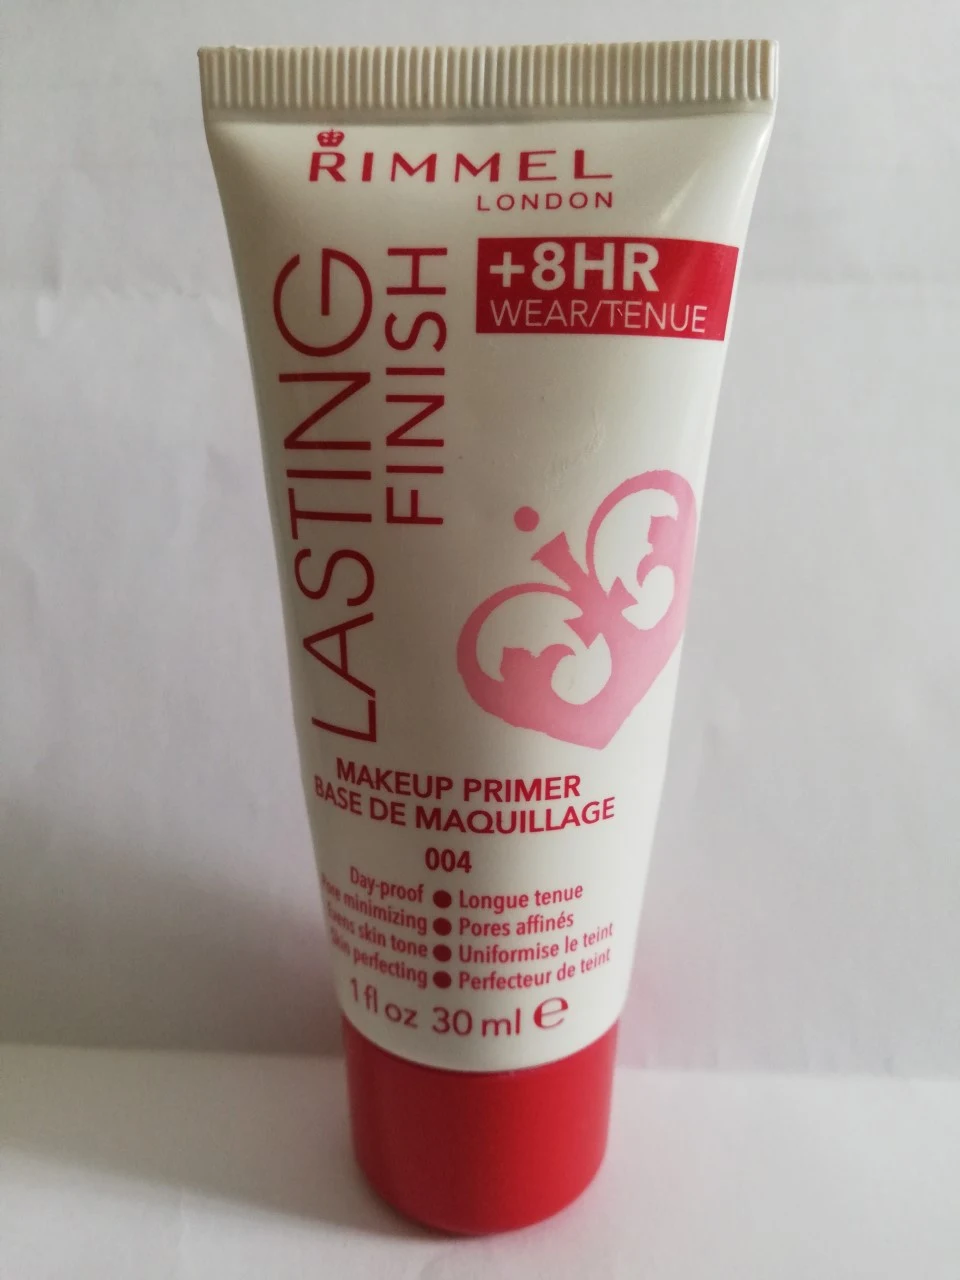 RIMMEL
LONDON
+8HR
WEAR/TENUE
LASTING
FINISH
MAKEUP PRIMER
BASE DE MAQUILLAGE
004
Day-proof ● Longue tenue
Pore minimizing ● Pores affinés
Evens skin tone ● Uniformise le teint
Skin perfecting ● Perfecteur de teint
1 fl oz 30 ml ℮